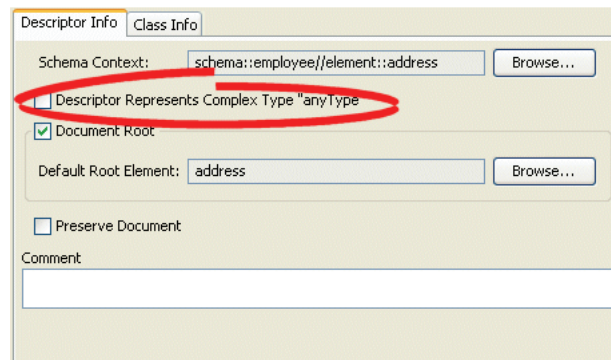 Descriptor Info Class Info
Schema Context: schema::employee//element::address Browse...
Descriptor Represents Complex Type "anyType
Document Root
Default Root Element: address Browse...
Preserve Document
Comment